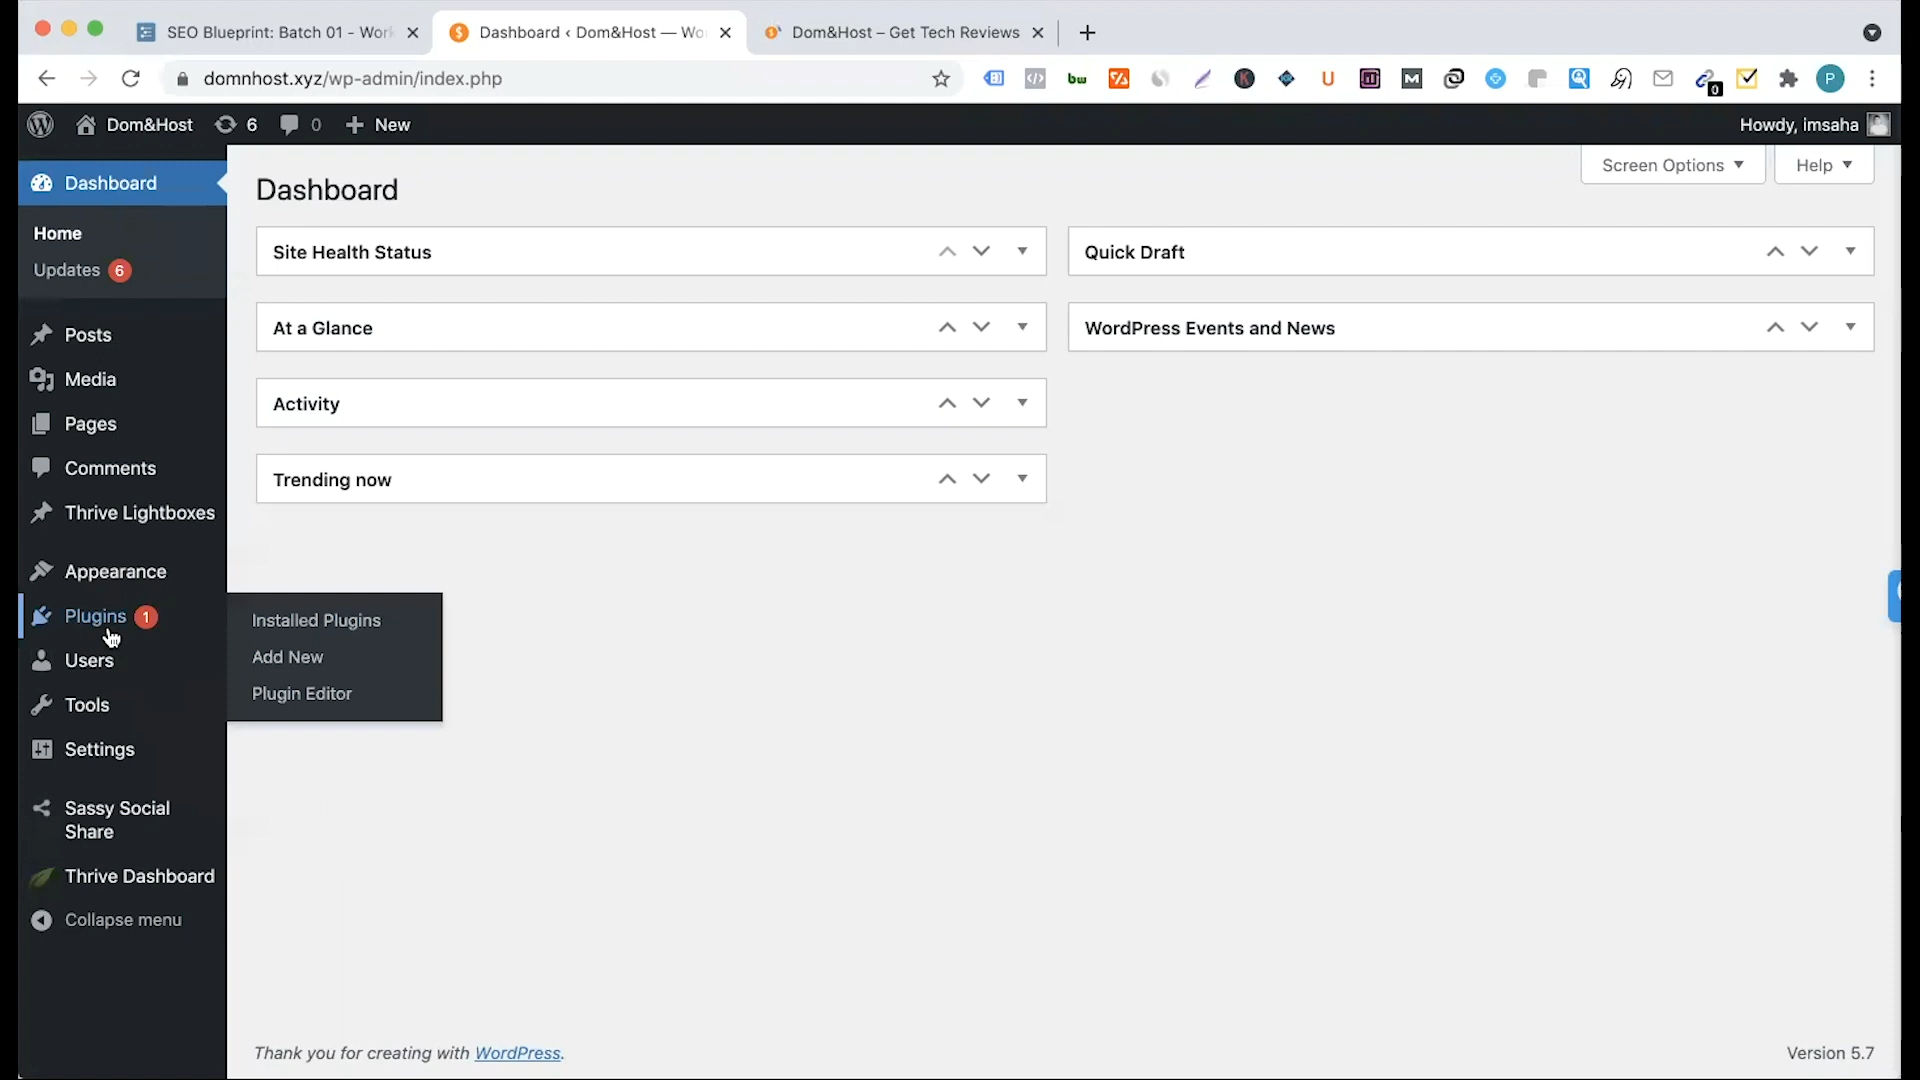 SEO Blueprint: Batch 01 - Work
Dashboard ‹ Dom&Host — Wo
Dom&Host – Get Tech Reviews
domnhost.xyz/wp-admin/index.php
bw
K
U
M
0
P
Dom&Host 6 0 New
Howdy, imsaha
Dashboard
Home
Updates 6
Posts
Media
Pages
Comments
Thrive Lightboxes
Appearance
Plugins 1
Users
Tools
Settings
Sassy Social
Share
Thrive Dashboard
Collapse menu
Installed Plugins
Add New
Plugin Editor
Screen Options
Help
Dashboard
Site Health Status
At a Glance
Activity
Trending now
Quick Draft
WordPress Events and News
Thank you for creating with WordPress.
Version 5.7